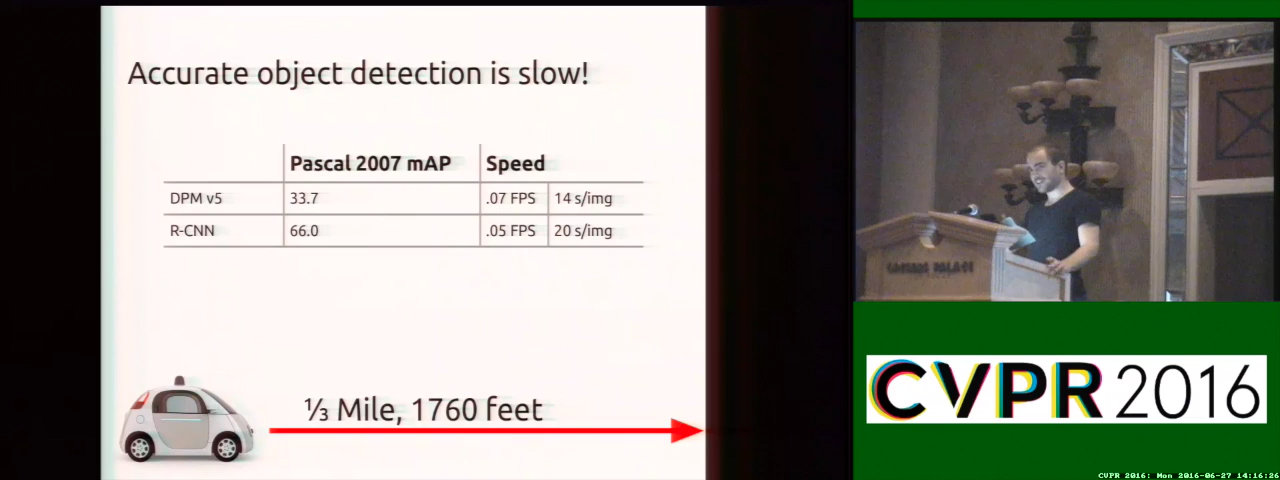 Accurate object detection is slow!
Pascal 2007 mAP Speed
DPM v5 33.7 .07 FPS 14 s/img
R-CNN 66.0 .05 FPS 20 s/img
⅓ Mile, 1760 feet
CAESARS PALACE
CVPR 2016
CVPR 2016: Mon 2016-06-27 14:16:26